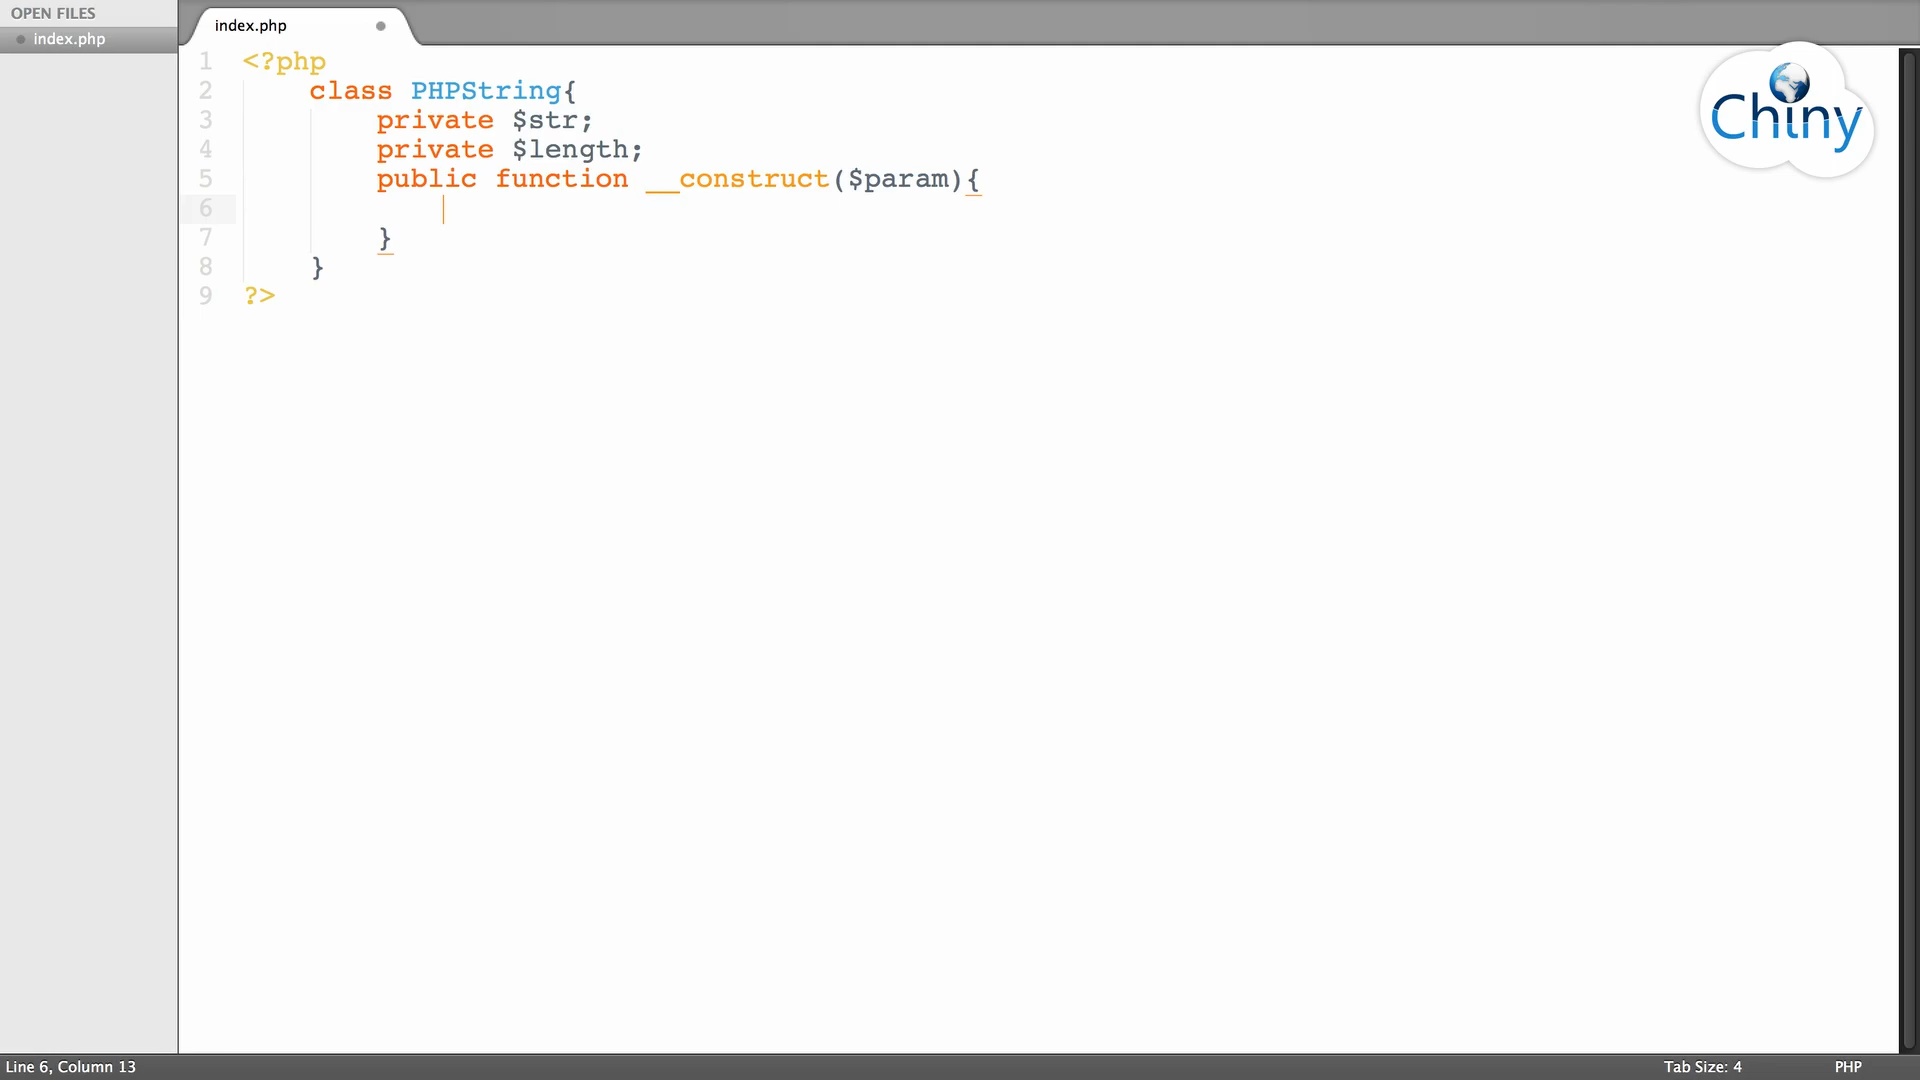 OPEN FILES
index.php
index.php
1 <?php
2     class PHPString{
3         private $str;
4         private $length;
5         public function __construct($param){
6
7         }
8     }
9 ?>
Chiny
Line 6, Column 13
Tab Size: 4
PHP